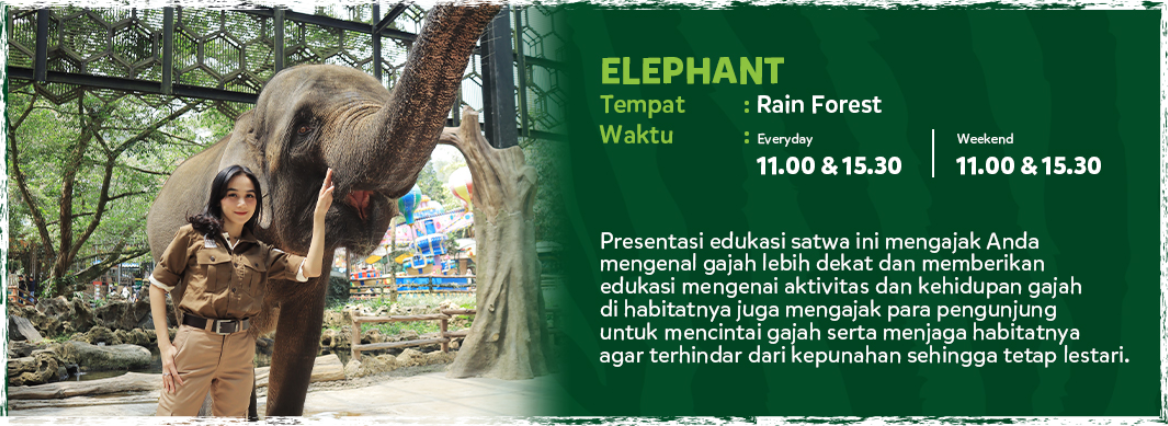 ELEPHANT
Tempat : Rain Forest
Waktu : Everyday Weekend
11.00 & 15.30 11.00 & 15.30
Presentasi edukasi satwa ini mengajak Anda
mengenal gajah lebih dekat dan memberikan
edukasi mengenai aktivitas dan kehidupan gajah
di habitatnya juga mengajak para pengunjung
untuk mencintai gajah serta menjaga habitatnya
agar terhindar dari kepunahan sehingga tetap lestari.